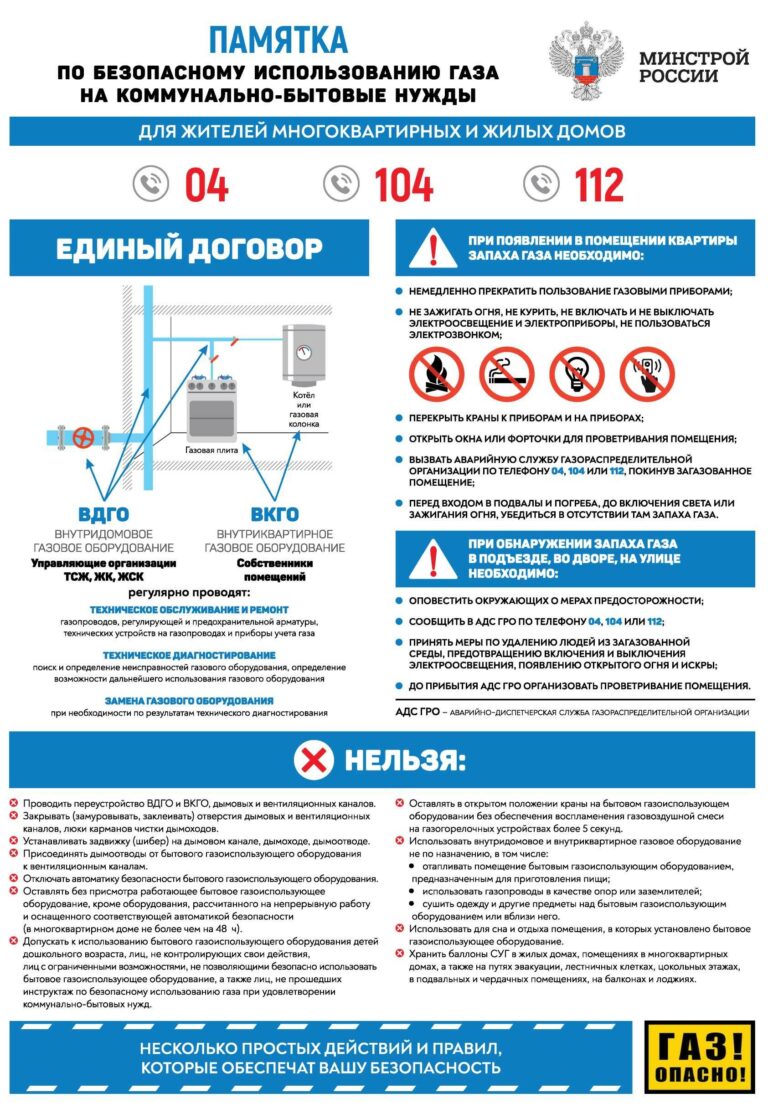 ПАМЯТКА
ПО БЕЗОПАСНОМУ ИСПОЛЬЗОВАНИЮ ГАЗА
НА КОММУНАЛЬНО-БЫТОВЫЕ НУЖДЫ
МИНСТРОЙ
РОССИИ
ДЛЯ ЖИТЕЛЕЙ МНОГОКВАРТИРНЫХ И ЖИЛЫХ ДОМОВ
04
104
112
ЕДИНЫЙ ДОГОВОР
Котёл
или
газовая
колонка
Газовая плита
ВДГО
ВНУТРИДОМОВОЕ
ГАЗОВОЕ ОБОРУДОВАНИЕ
Управляющие организации
ТСЖ, ЖК, ЖСК
ВКГО
ВНУТРИКВАРТИРНОЕ
ГАЗОВОЕ ОБОРУДОВАНИЕ
Собственники
помещений
регулярно проводят:
ТЕХНИЧЕСКОЕ ОБСЛУЖИВАНИЕ И РЕМОНТ
газопроводов, регулирующей и предохранительной арматуры,
технических устройств на газопроводах и приборы учета газа
ТЕХНИЧЕСКОЕ ДИАГНОСТИРОВАНИЕ
поиск и определение неисправностей газового оборудования, определение
возможности дальнейшего использования газового оборудования
ЗАМЕНА ГАЗОВОГО ОБОРУДОВАНИЯ
при необходимости по результатам технического диагностирования
ПРИ ПОЯВЛЕНИИ В ПОМЕЩЕНИИ КВАРТИРЫ
ЗАПАХА ГАЗА НЕОБХОДИМО:
НЕМЕДЛЕННО ПРЕКРАТИТЬ ПОЛЬЗОВАНИЕ ГАЗОВЫМИ ПРИБОРАМИ;
НЕ ЗАЖИГАТЬ ОГНЯ, НЕ КУРИТЬ, НЕ ВКЛЮЧАТЬ И НЕ ВЫКЛЮЧАТЬ
ЭЛЕКТРООСВЕЩЕНИЕ И ЭЛЕКТРОПРИБОРЫ, НЕ ПОЛЬЗОВАТЬСЯ
ЭЛЕКТРОЗВОНКОМ;
ПЕРЕКРЫТЬ КРАНЫ К ПРИБОРАМ И НА ПРИБОРАХ;
ОТКРЫТЬ ОКНА ИЛИ ФОРТОЧКИ ДЛЯ ПРОВЕТРИВАНИЯ ПОМЕЩЕНИЯ;
ВЫЗВАТЬ АВАРИЙНУЮ СЛУЖБУ ГАЗОРАСПРЕДЕЛИТЕЛЬНОЙ
ОРГАНИЗАЦИИ ПО ТЕЛЕФОНУ 04, 104 ИЛИ 112, ПОКИНУВ ЗАГАЗОВАННОЕ
ПОМЕЩЕНИЕ;
ПЕРЕД ВХОДОМ В ПОДВАЛЫ И ПОГРЕБА, ДО ВКЛЮЧЕНИЯ СВЕТА ИЛИ
ЗАЖИГАНИЯ ОГНЯ, УБЕДИТЬСЯ В ОТСУТСТВИИ ТАМ ЗАПАХА ГАЗА.
ПРИ ОБНАРУЖЕНИИ ЗАПАХА ГАЗА
В ПОДЪЕЗДЕ, ВО ДВОРЕ, НА УЛИЦЕ
НЕОБХОДИМО:
ОПОВЕСТИТЬ ОКРУЖАЮЩИХ О МЕРАХ ПРЕДОСТОРОЖНОСТИ;
СООБЩИТЬ В АДС ГРО ПО ТЕЛЕФОНУ 04, 104 ИЛИ 112;
ПРИНЯТЬ МЕРЫ ПО УДАЛЕНИЮ ЛЮДЕЙ ИЗ ЗАГАЗОВАННОЙ
СРЕДЫ, ПРЕДОТВРАЩЕНИЮ ВКЛЮЧЕНИЯ И ВЫКЛЮЧЕНИЯ
ЭЛЕКТРООСВЕЩЕНИЯ, ПОЯВЛЕНИЮ ОТКРЫТОГО ОГНЯ И ИСКРЫ;
ДО ПРИБЫТИЯ АДС ГРО ОРГАНИЗОВАТЬ ПРОВЕТРИВАНИЕ ПОМЕЩЕНИЯ.
АДС ГРО – АВАРИЙНО-ДИСПЕТЧЕРСКАЯ СЛУЖБА ГАЗОРАСПРЕДЕЛИТЕЛЬНОЙ ОРГАНИЗАЦИИ
НЕЛЬЗЯ:
Проводить переустройство ВДГО и ВКГО, дымовых и вентиляционных каналов.
Закрывать (замуровывать, заклеивать) отверстия дымовых и вентиляционных
каналов, люки карманов чистки дымоходов.
Устанавливать задвижку (шибер) на дымовом канале, дымоходе, дымоотводе.
Присоединять дымоотводы от бытового газоиспользующего оборудования
к вентиляционным каналам.
Отключать автоматику безопасности бытового газоиспользующего оборудования.
Оставлять без присмотра работающее бытовое газоиспользующее
оборудование, кроме оборудования, рассчитанного на непрерывную работу
и оснащенного соответствующей автоматикой безопасности
(в многоквартирном доме не более чем на 48 ч).
Допускать к использованию бытового газоиспользующего оборудования детей
дошкольного возраста, лиц, не контролирующих свои действия,
лиц с ограниченными возможностями, не позволяющими безопасно использовать
бытовое газоиспользующее оборудование, а также лиц, не прошедших
инструктаж по безопасному использованию газа при удовлетворении
коммунально-бытовых нужд.
Оставлять в открытом положении краны на бытовом газоиспользующем
оборудовании без обеспечения воспламенения газовоздушной смеси
на газогорелочных устройствах более 5 секунд.
Использовать внутридомовое и внутриквартирное газовое оборудование
не по назначению, в том числе:
отапливать помещение бытовым газоиспользующим оборудованием,
предназначенным для приготовления пищи;
использовать газопроводы в качестве опор или заземлителей;
сушить одежду и другие предметы над бытовым газоиспользующим
оборудованием или вблизи него.
Использовать для сна и отдыха помещения, в которых установлено бытовое
газоиспользующее оборудование.
Хранить баллоны СУГ в жилых домах, помещениях в многоквартирных
домах, а также на путях эвакуации, лестничных клетках, цокольных этажах,
в подвальных и чердачных помещениях, на балконах и лоджиях.
НЕСКОЛЬКО ПРОСТЫХ ДЕЙСТВИЙ И ПРАВИЛ,
КОТОРЫЕ ОБЕСПЕЧАТ ВАШУ БЕЗОПАСНОСТЬ
ГАЗ!
ОПАСНО!